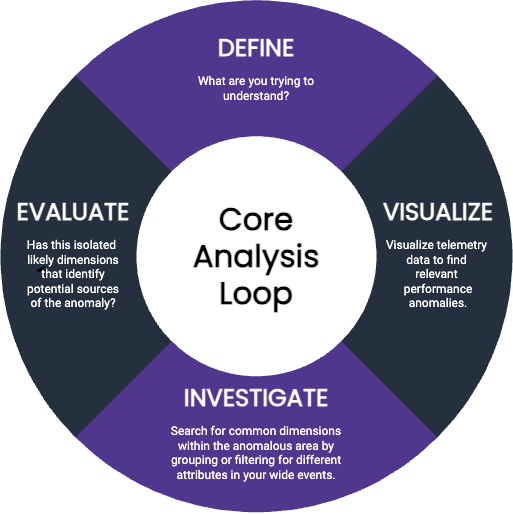 DEFINE
What are you trying to
understand?
EVALUATE
Has this isolated
likely dimensions
that identify
potential sources
of the anomaly?
Core
Analysis
Loop
VISUALIZE
Visualize telemetry
data to find
relevant
performance
anomalies.
INVESTIGATE
Search for common dimensions
within the anomalous area by
grouping or filtering for different
attributes in your wide events.